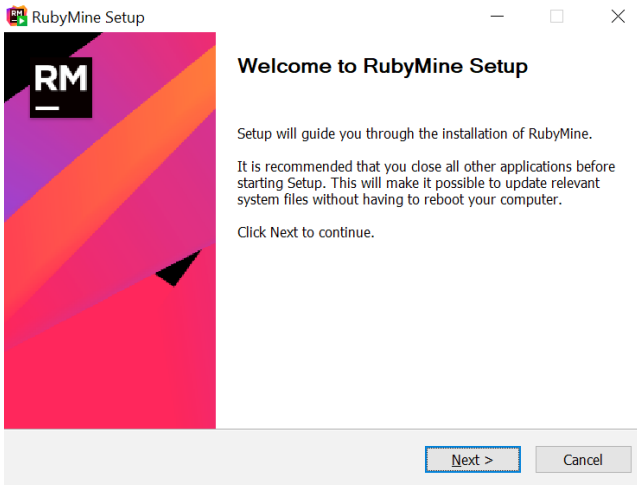 RubyMine Setup
RM
Welcome to RubyMine Setup
Setup will guide you through the installation of RubyMine.
It is recommended that you close all other applications before
starting Setup. This will make it possible to update relevant
system files without having to reboot your computer.
Click Next to continue.
Next >
Cancel